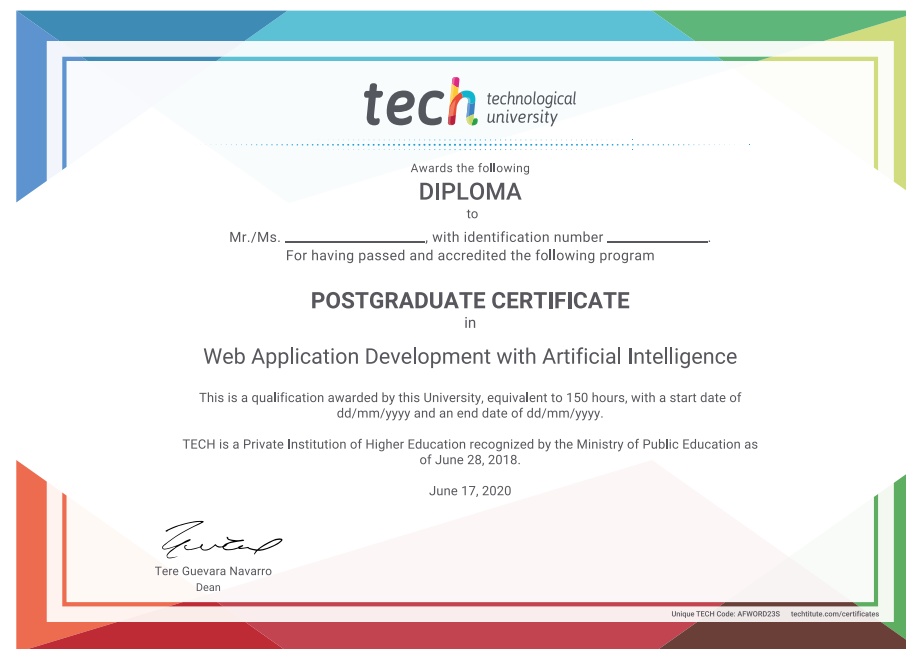 tech technological
university
Awards the following
DIPLOMA
to
Mr./Ms. ____________________, with identification number ______________.
For having passed and accredited the following program
POSTGRADUATE CERTIFICATE
in
Web Application Development with Artificial Intelligence
This is a qualification awarded by this University, equivalent to 150 hours, with a start date of
dd/mm/yyyy and an end date of dd/mm/yyyy.
TECH is a Private Institution of Higher Education recognized by the Ministry of Public Education as
of June 28, 2018.
June 17, 2020
Tere Guevara Navarro
Dean
Unique TECH Code: AFWORD23S techtitute.com/certificates